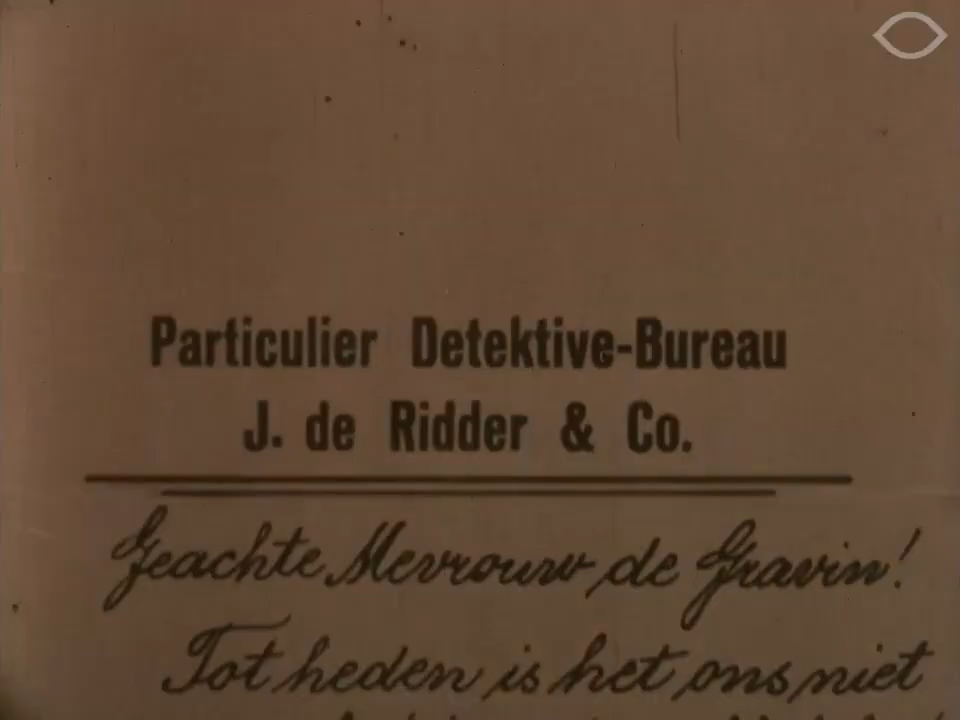 Particulier Detektive-Bureau
J. de Ridder & Co.
Geachte Mevrouw de Gravin!
Tot heden is het ons niet